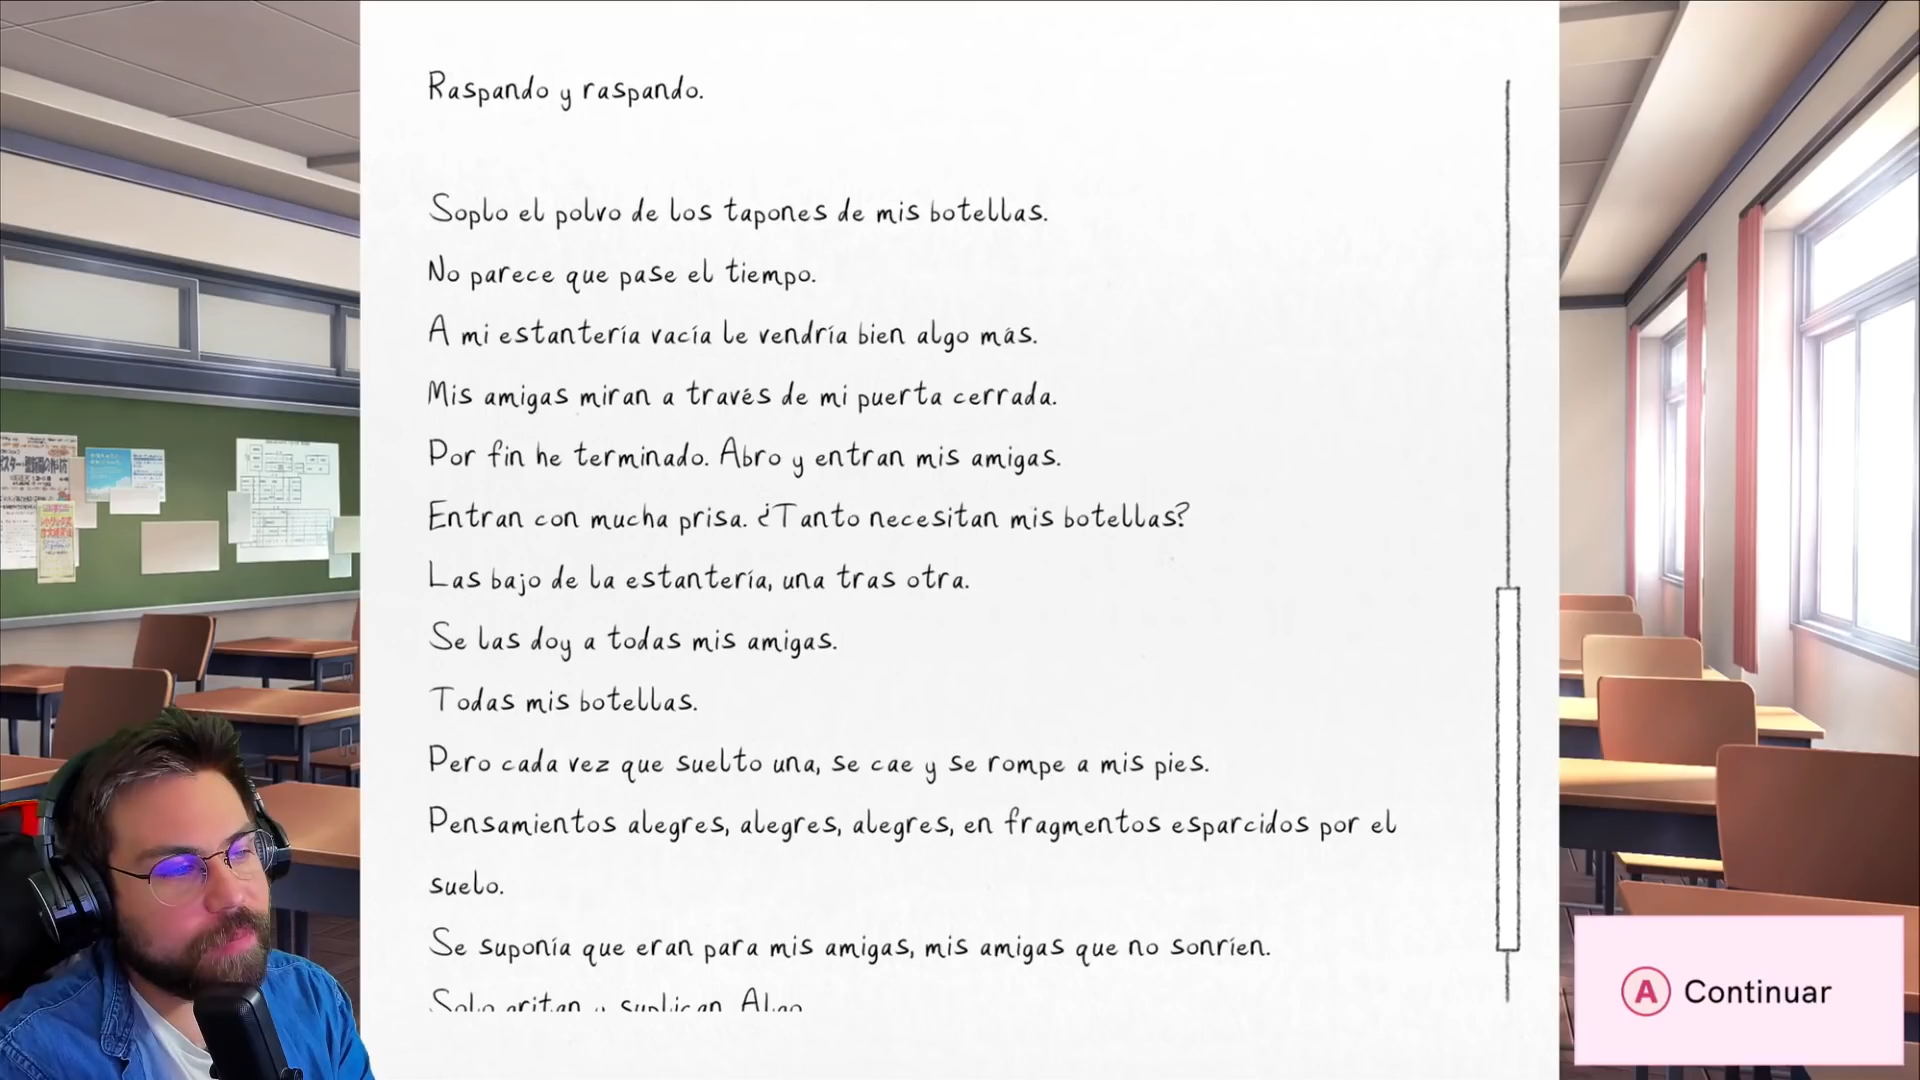 Raspando y raspando.
Soplo el polvo de los tapones de mis botellas.
No parece que pase el tiempo.
A mi estantería vacía le vendría bien algo más.
Mis amigas miran a través de mi puerta cerrada.
Por fin he terminado. Abro y entran mis amigas.
Entran con mucha prisa. ¿Tanto necesitan mis botellas?
Las bajo de la estantería, una tras otra.
Se las doy a todas mis amigas.
Todas mis botellas.
Pero cada vez que suelto una, se cae y se rompe a mis pies.
Pensamientos alegres, alegres, alegres, en fragmentos esparcidos por el
suelo.
Se suponía que eran para mis amigas, mis amigas que no sonríen.
Solo gritan y suplican. Algo
A Continuar